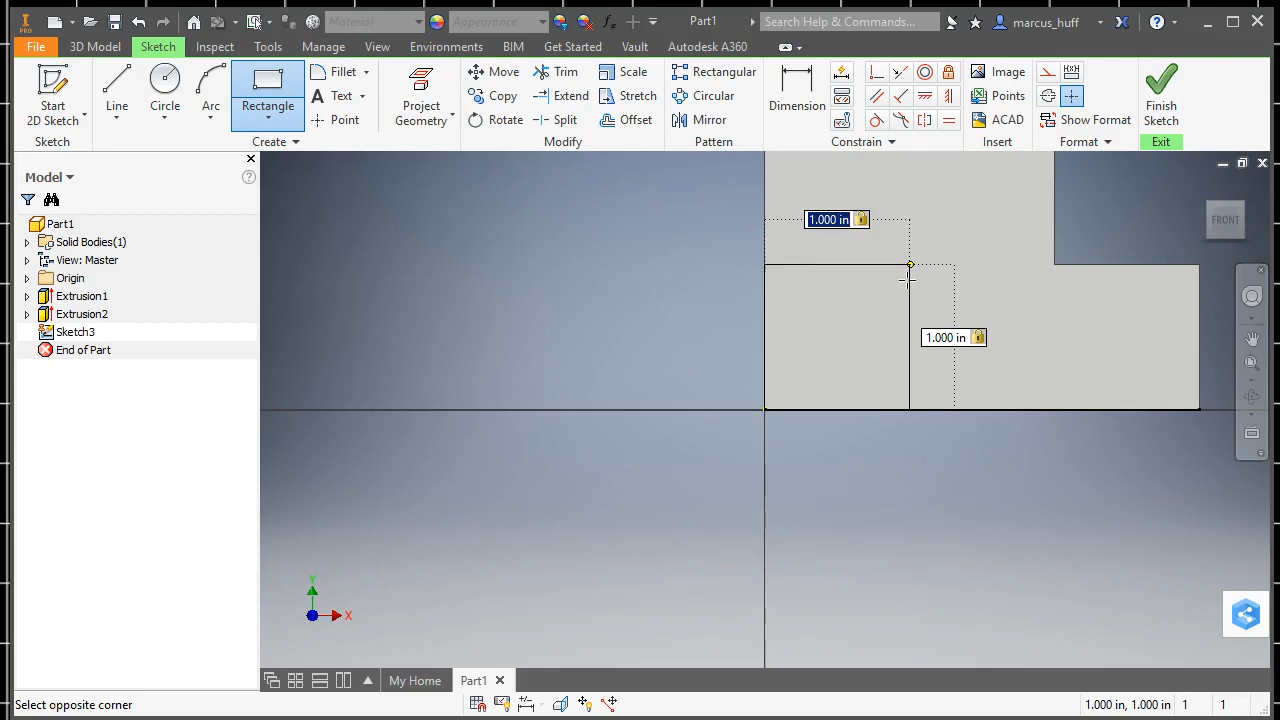 PRO
Material
Appearance
Part1
Search Help & Commands...
marcus_huff
File
3D Model
Sketch
Inspect
Tools
Manage
View
Environments
BIM
Get Started
Vault
Autodesk A360
Start
2D Sketch
Line
Circle
Arc
Rectangle
Fillet
Text
Point
Project
Geometry
Move
Copy
Rotate
Trim
Extend
Split
Scale
Stretch
Offset
Rectangular
Circular
Mirror
Dimension
Image
Points
ACAD
Show Format
Finish
Sketch
Sketch
Create
Modify
Pattern
Constrain
Insert
Format
Exit
Model
Part1
Solid Bodies(1)
View: Master
Origin
Extrusion1
Extrusion2
Sketch3
End of Part
1.000 in
1.000 in
FRONT
Y
X
My Home
Part1
Select opposite corner
1.000 in, 1.000 in
1
1